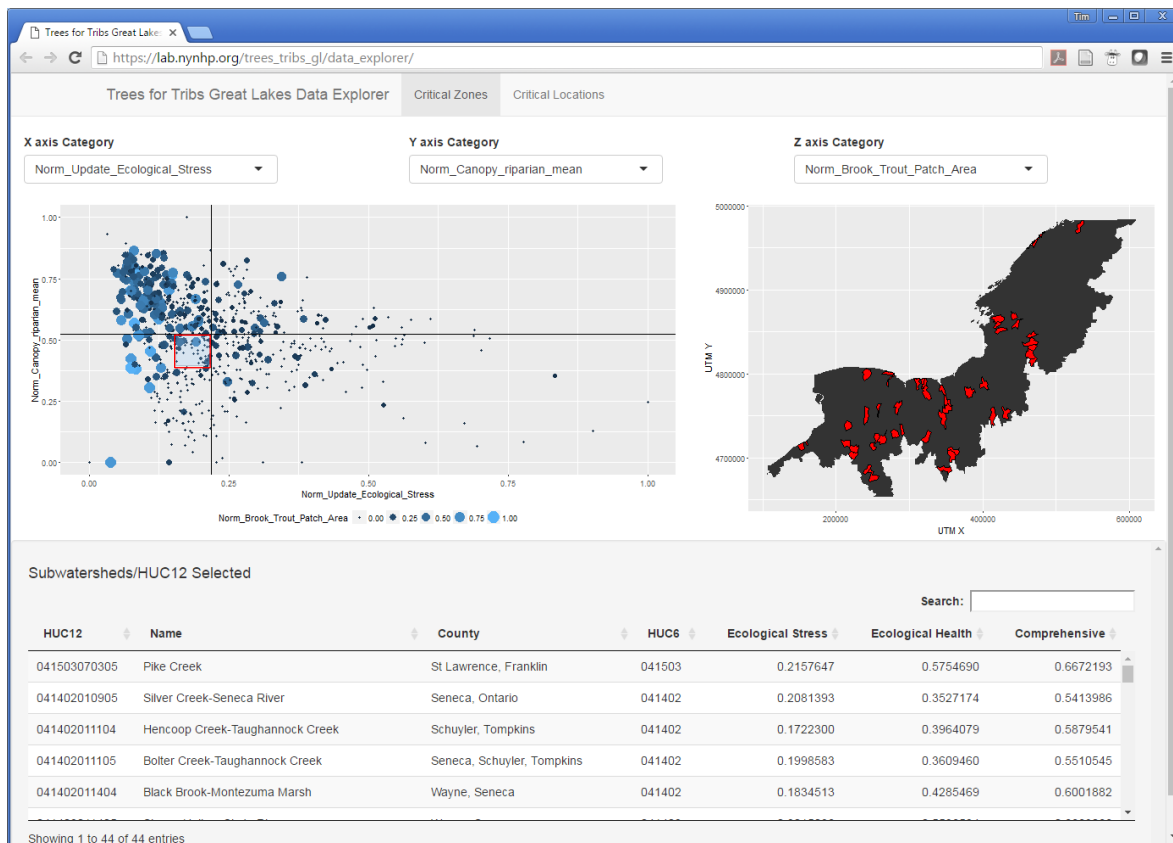 Tim
Trees for Tribs Great Lake
https://lab.nynhp.org/trees_tribs_gl/data_explorer/
Trees for Tribs Great Lakes Data Explorer Critical Zones Critical Locations
X axis Category Y axis Category Z axis Category
Norm_Update_Ecological_Stress Norm_Canopy_riparian_mean Norm_Brook_Trout_Patch_Area
1.00
0.75
0.50
0.25
0.00
Norm_Canopy_riparian_mean
0.00 0.25 0.50 0.75 1.00
Norm_Update_Ecological_Stress
Norm_Brook_Trout_Patch_Area 0.00 0.25 0.50 0.75 1.00
5000000
4900000
4800000
4700000
UTM Y
200000 400000 600000
UTM X
Subwatersheds/HUC12 Selected
Search:
HUC12 Name County HUC6 Ecological Stress Ecological Health Comprehensive
041503070305 Pike Creek St Lawrence, Franklin 041503 0.2157647 0.5754690 0.6672193
041402010905 Silver Creek-Seneca River Seneca, Ontario 041402 0.2081393 0.3527174 0.5413986
041402011104 Hencoop Creek-Taughannock Creek Schuyler, Tompkins 041402 0.1722300 0.3964079 0.5879541
041402011105 Bolter Creek-Taughannock Creek Seneca, Schuyler, Tompkins 041402 0.1998583 0.3609460 0.5510545
041402011404 Black Brook-Montezuma Marsh Wayne, Seneca 041402 0.1834513 0.4285469 0.6001882
Showing 1 to 44 of 44 entries